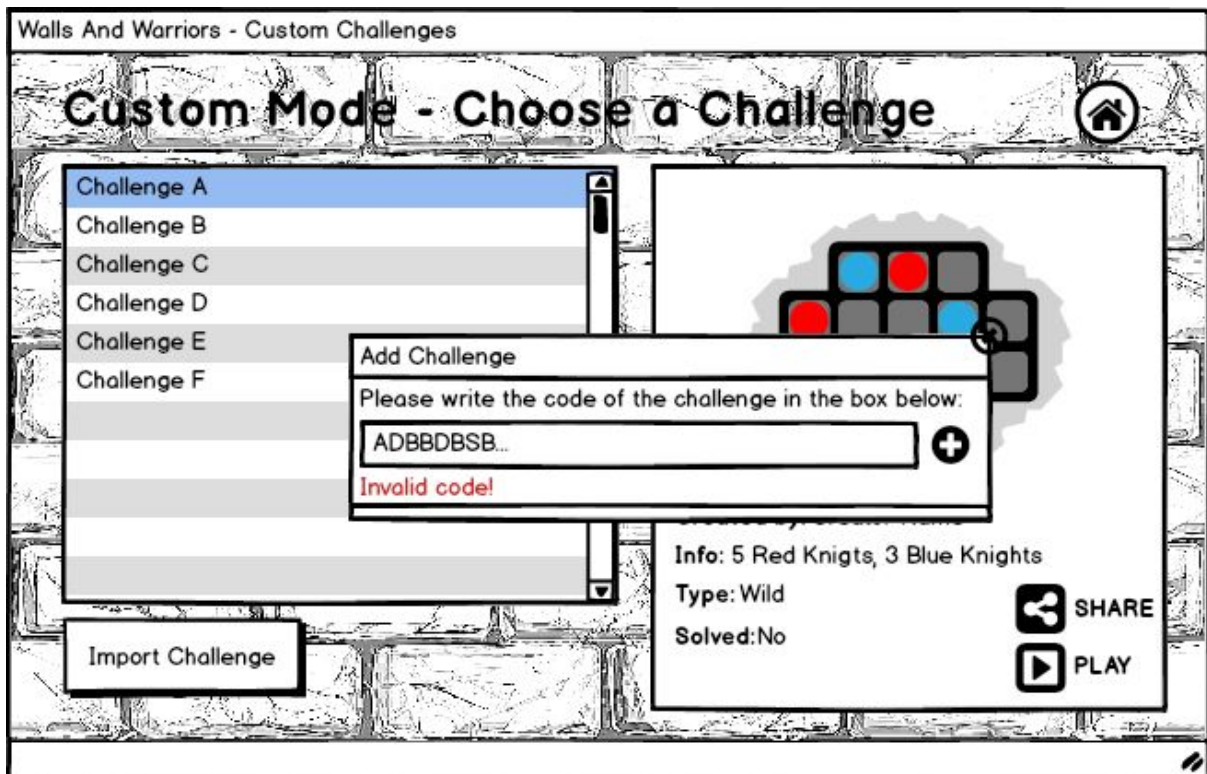 Walls And Warriors - Custom Challenges
Custom Mode - Choose a Challenge
Challenge A
Challenge B
Challenge C
Challenge D
Challenge E
Challenge F
Add Challenge
Please write the code of the challenge in the box below:
ADBBDBSB...
Invalid code!
Info: 5 Red Knigts, 3 Blue Knights
Type: Wild
Solved:No
SHARE
PLAY
Import Challenge